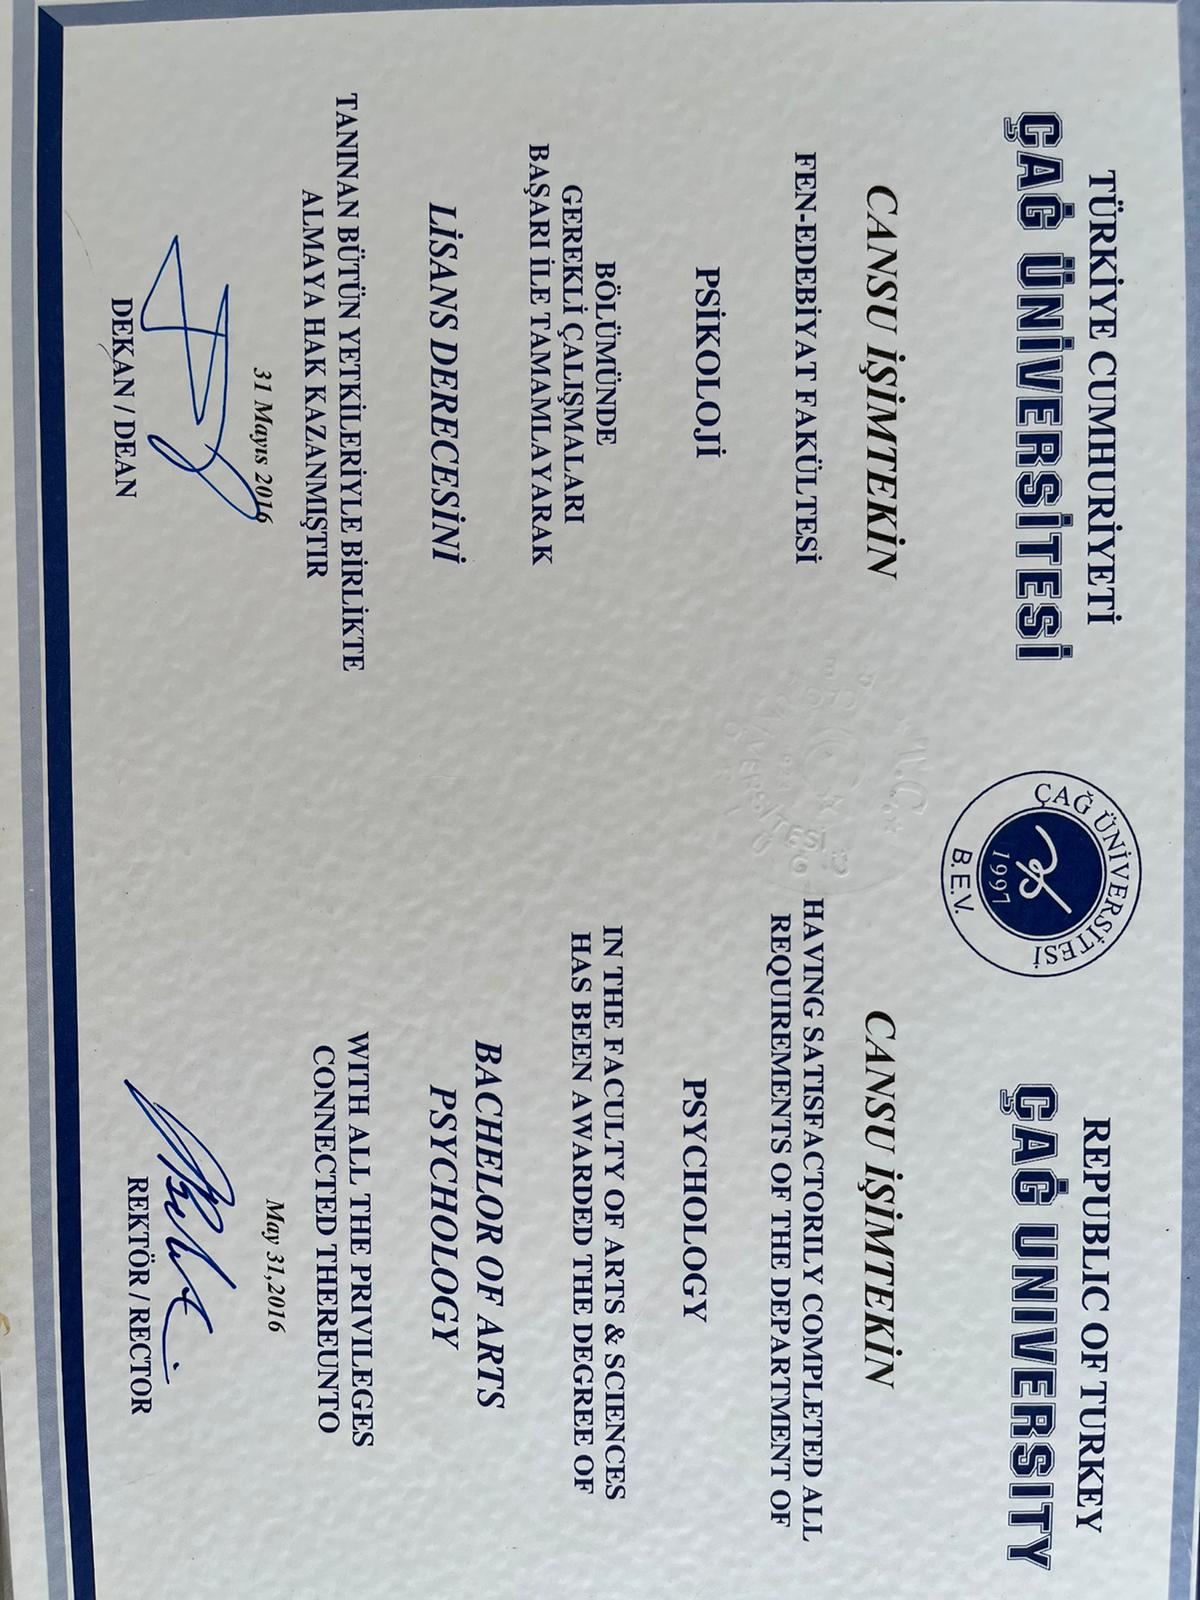 TÜRKİYE CUMHURİYETİ
ÇAĞ ÜNİVERSİTESİ
CANSU İŞİMTEKİN
FEN-EDEBİYAT FAKÜLTESİ
PSİKOLOJİ
BÖLÜMÜNDE
GEREKLİ ÇALIŞMALARI
BAŞARI İLE TAMAMLAYARAK
LİSANS DERECESİNİ
TANINAN BÜTÜN YETKİLERİYLE BİRLİKTE
ALMAYA HAK KAZANMIŞTIR
31 Mayıs 2016
DEKAN / DEAN
ÇAĞ ÜNİVERSİTESİ
1997
B.E.V.
T.C.
REPUBLIC OF TURKEY
ÇAĞ UNIVERSITY
CANSU İŞİMTEKİN
HAVING SATISFACTORILY COMPLETED ALL
REQUIREMENTS OF THE DEPARTMENT OF
PSYCHOLOGY
IN THE FACULTY OF ARTS & SCIENCES
HAS BEEN AWARDED THE DEGREE OF
BACHELOR OF ARTS
PSYCHOLOGY
WITH ALL THE PRIVILEGES
CONNECTED THEREUNTO
May 31,2016
REKTÖR / RECTOR